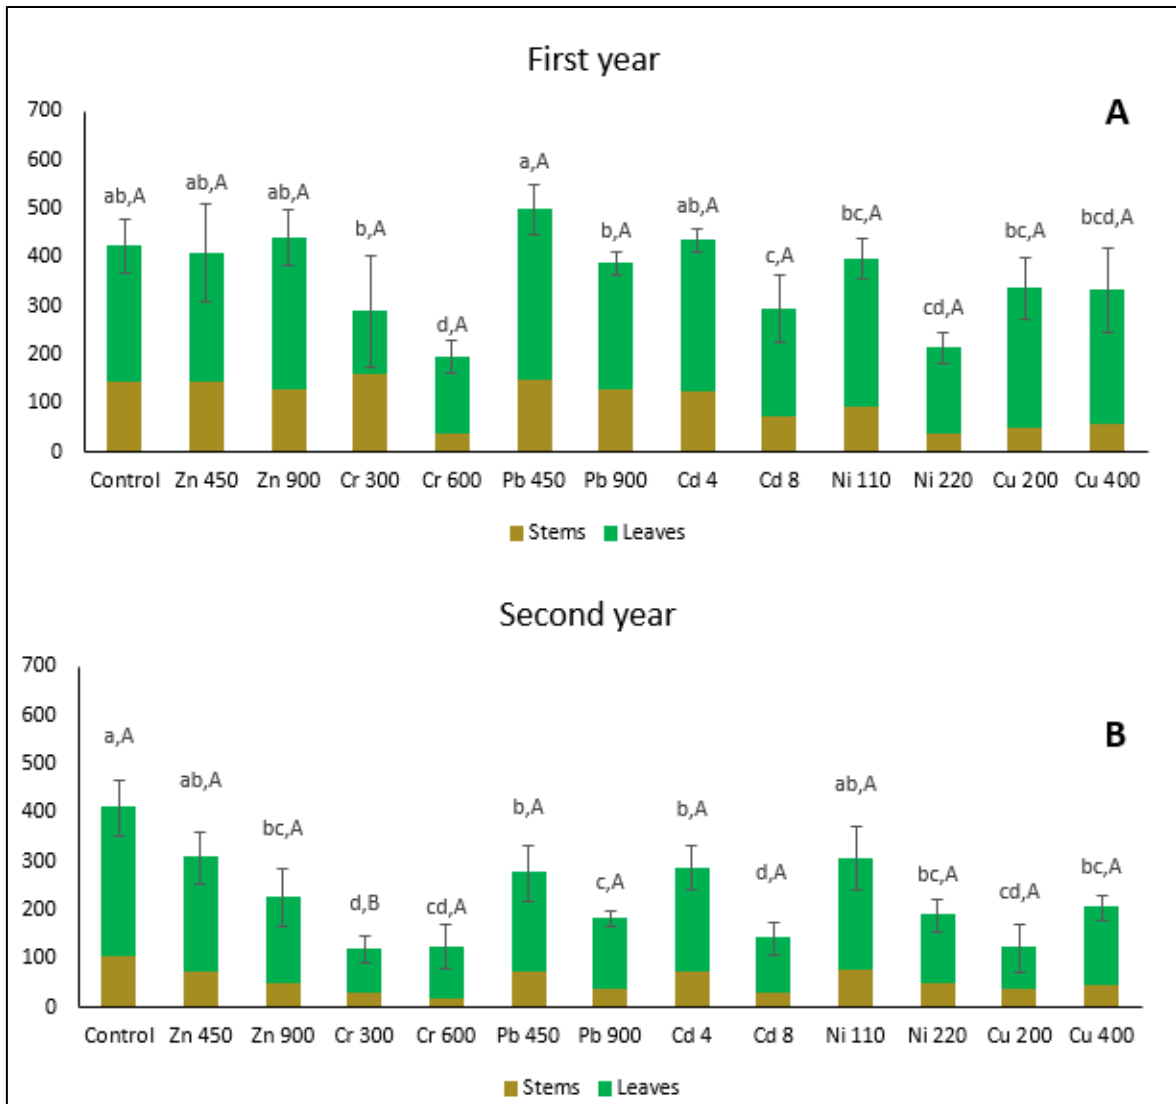 First year
A
700
600
500
400
300
200
100
0
ab,A ab,A ab,A b,A d,A a,A b,A ab,A c,A bc,A cd,A bc,A bcd,A
Control Zn 450 Zn 900 Cr 300 Cr 600 Pb 450 Pb 900 Cd 4 Cd 8 Ni 110 Ni 220 Cu 200 Cu 400
Stems Leaves
Second year
B
700
600
500
400
300
200
100
0
a,A ab,A bc,A d,B cd,A b,A c,A b,A d,A ab,A bc,A cd,A bc,A
Control Zn 450 Zn 900 Cr 300 Cr 600 Pb 450 Pb 900 Cd 4 Cd 8 Ni 110 Ni 220 Cu 200 Cu 400
Stems Leaves